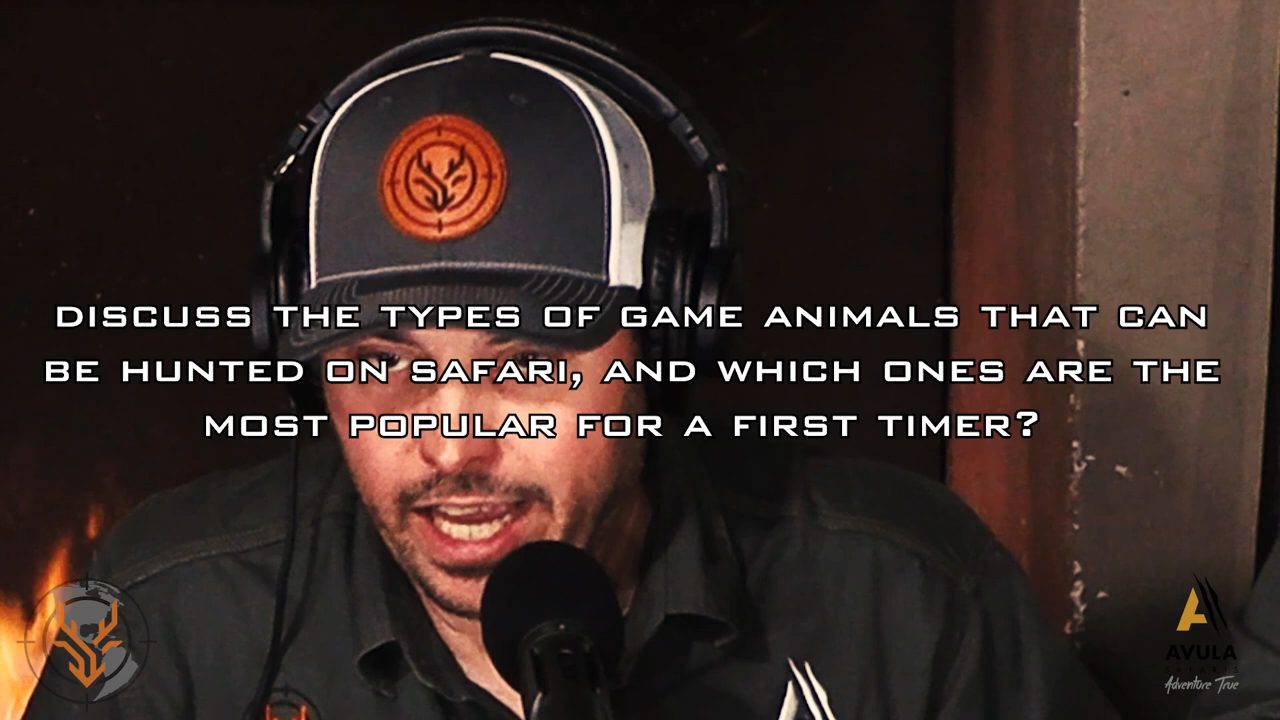 DISCUSS THE TYPES OF GAME ANIMALS THAT CAN
BE HUNTED ON SAFARI, AND WHICH ONES ARE THE
MOST POPULAR FOR A FIRST TIMER?
AVULA
Adventure True